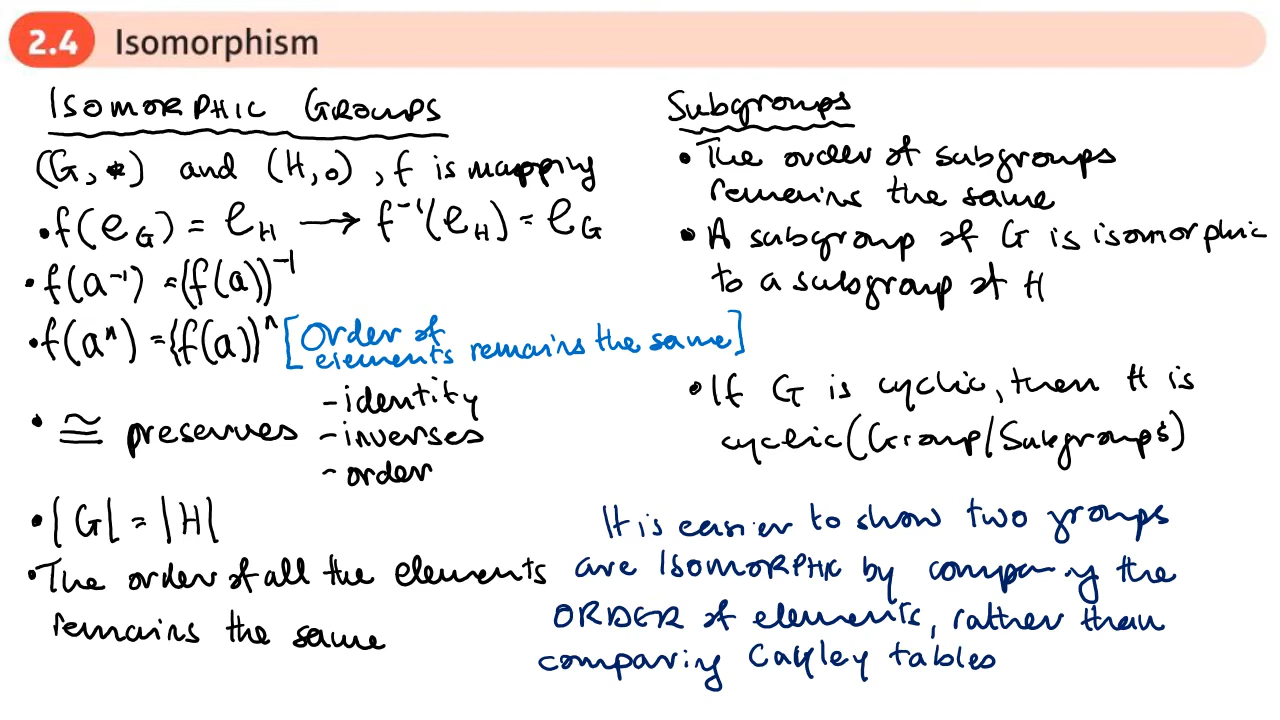 2.4 Isomorphism
ISOMORPHIC GROUPS
(G, *) and (H, ∘), f is mapping
• f(e_G) = e_H ⟶ f⁻¹(e_H) = e_G
• f(a⁻¹) = {f(a)}⁻¹
• f(aⁿ) = {f(a)}ⁿ [Order of
elements remains the same]
• ≅ preserves - identity
- inverses
- order
• |G| = |H|
• The order of all the elements
remains the same
Subgroups
• The order of subgroups
remains the same
• A subgroup of G is isomorphic
to a subgroup of H
• If G is cyclic, then H is
cyclic (Group/Subgroups)
It is easier to show two groups
are ISOMORPHIC by comparing the
ORDER of elements, rather than
comparing Cayley tables